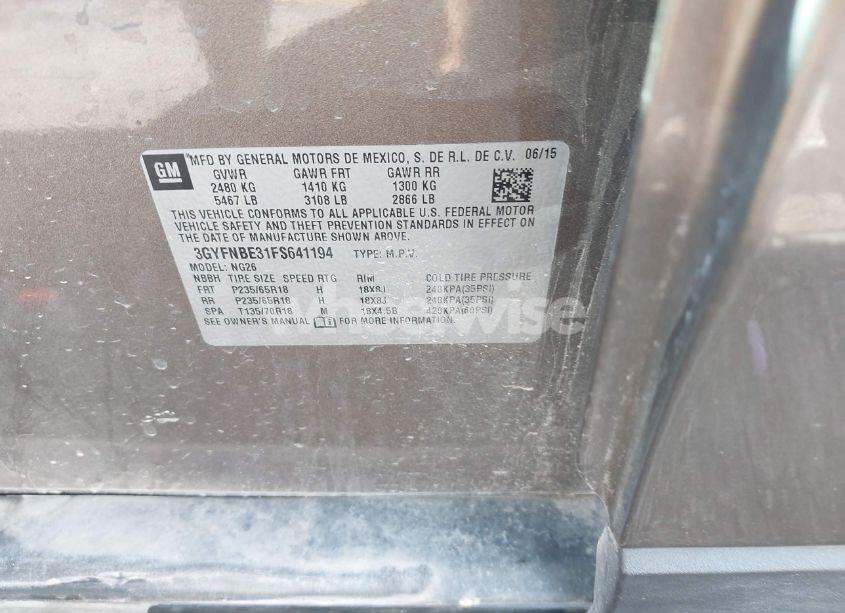 GM
MFD BY GENERAL MOTORS DE MEXICO, S. DE R.L. DE C.V. 06/15
GVWR GAWR FRT GAWR RR
2480 KG 1410 KG 1300 KG
5467 LB 3108 LB 2866 LB
THIS VEHICLE CONFORMS TO ALL APPLICABLE U.S. FEDERAL MOTOR
VEHICLE SAFETY AND THEFT PREVENTION STANDARDS IN EFFECT ON
THE DATE OF MANUFACTURE SHOWN ABOVE.
3GYFNBE31FS641194 TYPE: M.P.V.
MODEL: NG26
NBBH TIRE SIZE SPEED RTG RIM COLD TIRE PRESSURE
FRT P235/65R18 H 18X8J 240KPA(35PSI)
RR P235/65R18 H 18X8J 240KPA(35PSI)
SPA T135/70R18 M 18X4.5B 420KPA(60PSI)
SEE OWNER'S MANUAL FOR MORE INFORMATION.